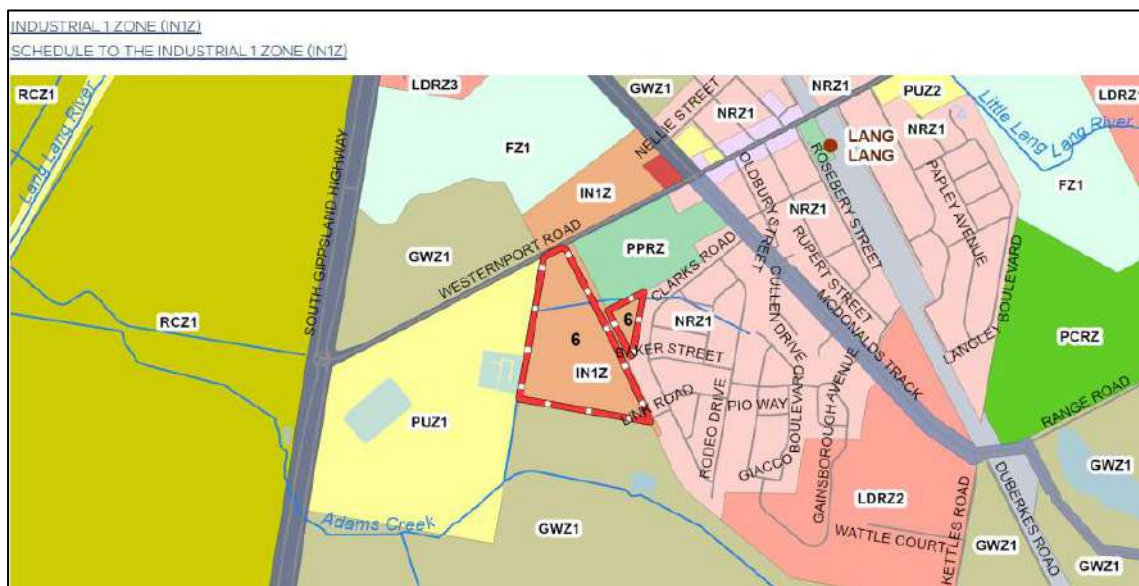 INDUSTRIAL 1 ZONE (IN1Z)
SCHEDULE TO THE INDUSTRIAL 1 ZONE (IN1Z)
RCZ1
LDRZ3
GWZ1
NRZ1
PUZ2
LDRZ1
Lang Lang River
Little Lang Lang River
NELLIE STREET
NRZ1
LANG LANG
NRZ1
FZ1
FZ1
IN1Z
OLDBURY STREET
ROSEBERY STREET
PAPLEY AVENUE
SOUTH GIPPSLAND HIGHWAY
WESTERNPORT ROAD
GWZ1
PPRZ
NRZ1
CLARKS ROAD
RUPERT STREET
CULLEN DRIVE
MCDONALDS TRACK
LANGLEY BOULEVARD
RCZ1
6
6
NRZ1
BAKER STREET
IN1Z
PCRZ
LINK ROAD
PIO WAY
RODEO DRIVE
GIACCO BOULEVARD
GAINSBOROUGH AVENUE
RANGE ROAD
PUZ1
GWZ1
LDRZ2
Adams Creek
GWZ1
WATTLE COURT
KETTLES ROAD
GWZ1
DUBERKES ROAD
GWZ1